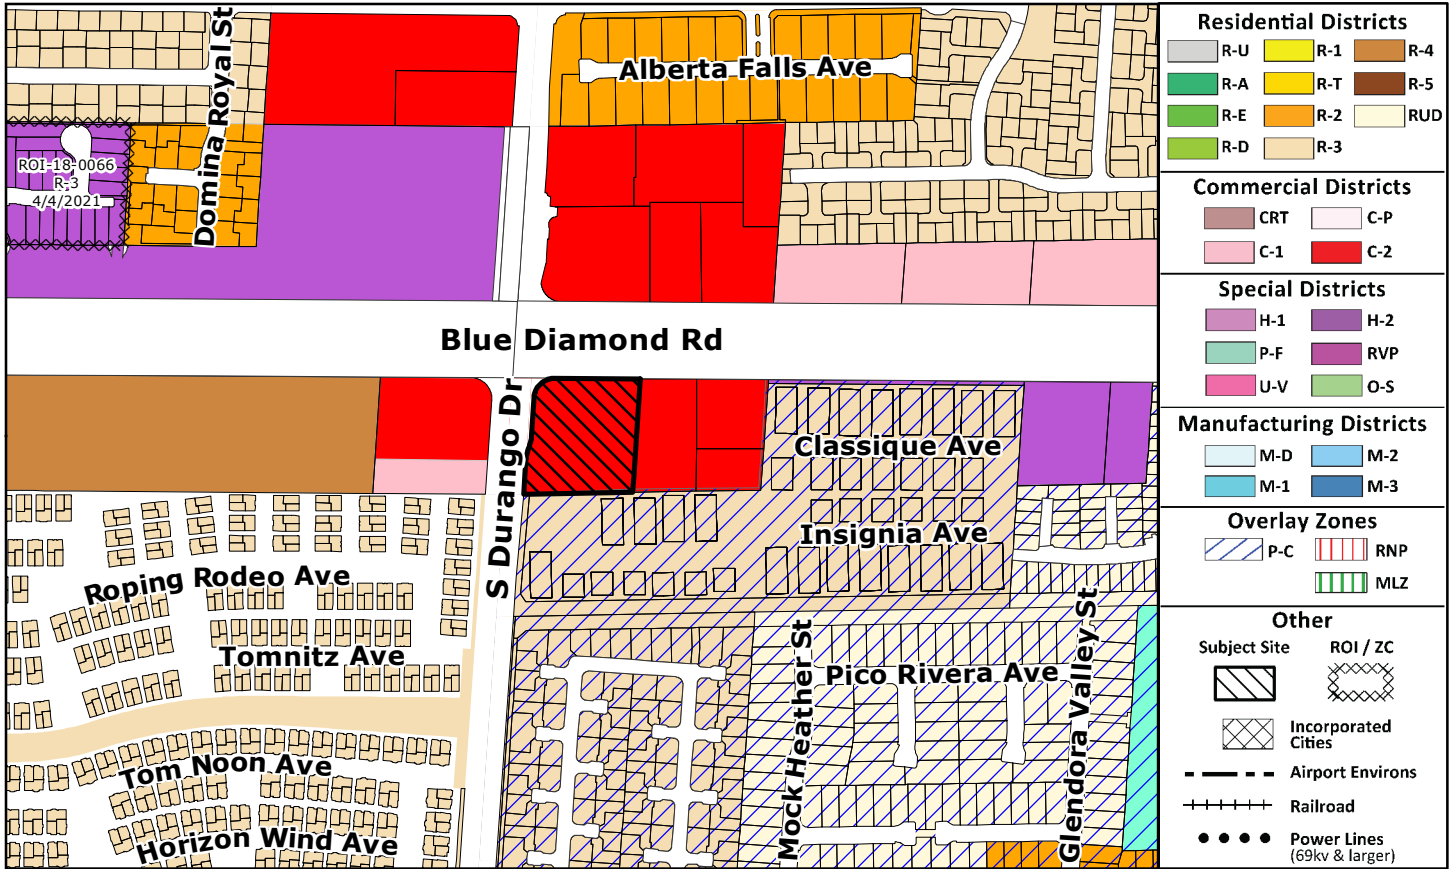 Domina Royal St
Alberta Falls Ave
ROI-18-0066
R-3
4/4/2021
Blue Diamond Rd
S Durango Dr
Classique Ave
Insignia Ave
Roping Rodeo Ave
Tomnitz Ave
Mock Heather St
Pico Rivera Ave
Glendora Valley St
Tom Noon Ave
Horizon Wind Ave
Residential Districts
R-U R-1 R-4
R-A R-T R-5
R-E R-2 RUD
R-D R-3
Commercial Districts
CRT C-P
C-1 C-2
Special Districts
H-1 H-2
P-F RVP
U-V O-S
Manufacturing Districts
M-D M-2
M-1 M-3
Overlay Zones
P-C RNP
MLZ
Other
Subject Site ROI / ZC
Incorporated
Cities
Airport Environs
Railroad
Power Lines
(69kv & larger)